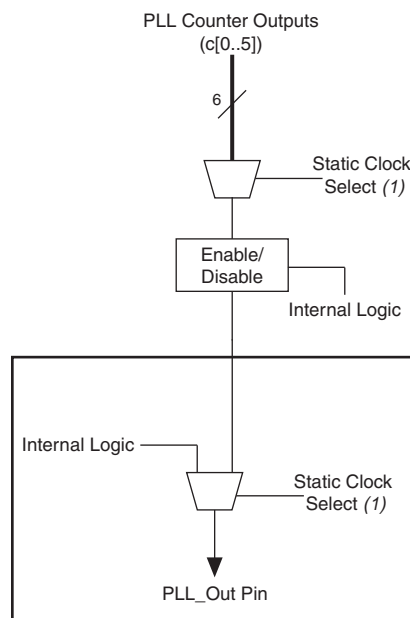 PLL Counter Outputs
(c[0..5])
6
Static Clock
Select (1)
Enable/
Disable
Internal Logic
Internal Logic
Static Clock
Select (1)
PLL_Out Pin